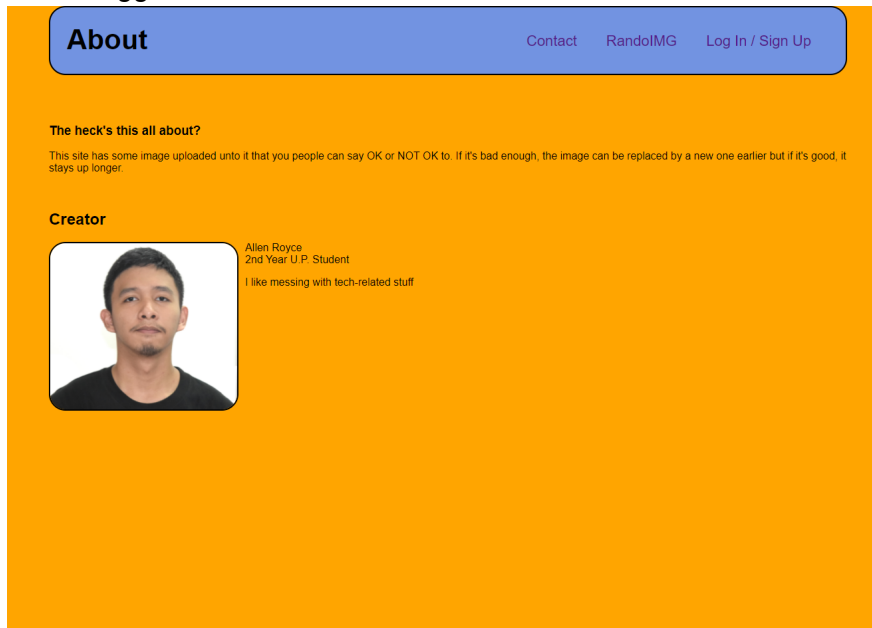 About
Contact RandoIMG Log In / Sign Up
The heck's this all about?
This site has some image uploaded unto it that you people can say OK or NOT OK to. If it's bad enough, the image can be replaced by a new one earlier but if it's good, it
stays up longer.
Creator
Allen Royce
2nd Year U.P. Student
I like messing with tech-related stuff